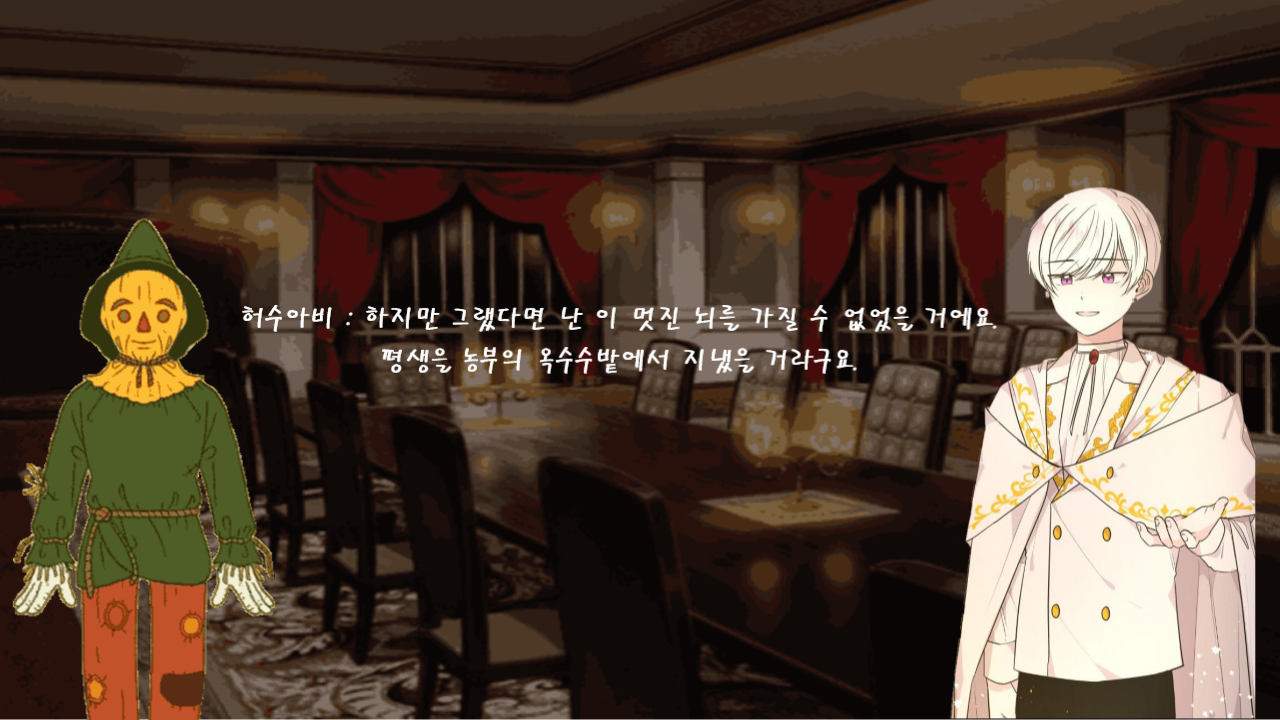 허수아비 : 하지만 그랬다면 난 이 멋진 뇌를 가질 수 없었을 거예요.
평생을 농부의 옥수수밭에서 지냈을 거라구요.